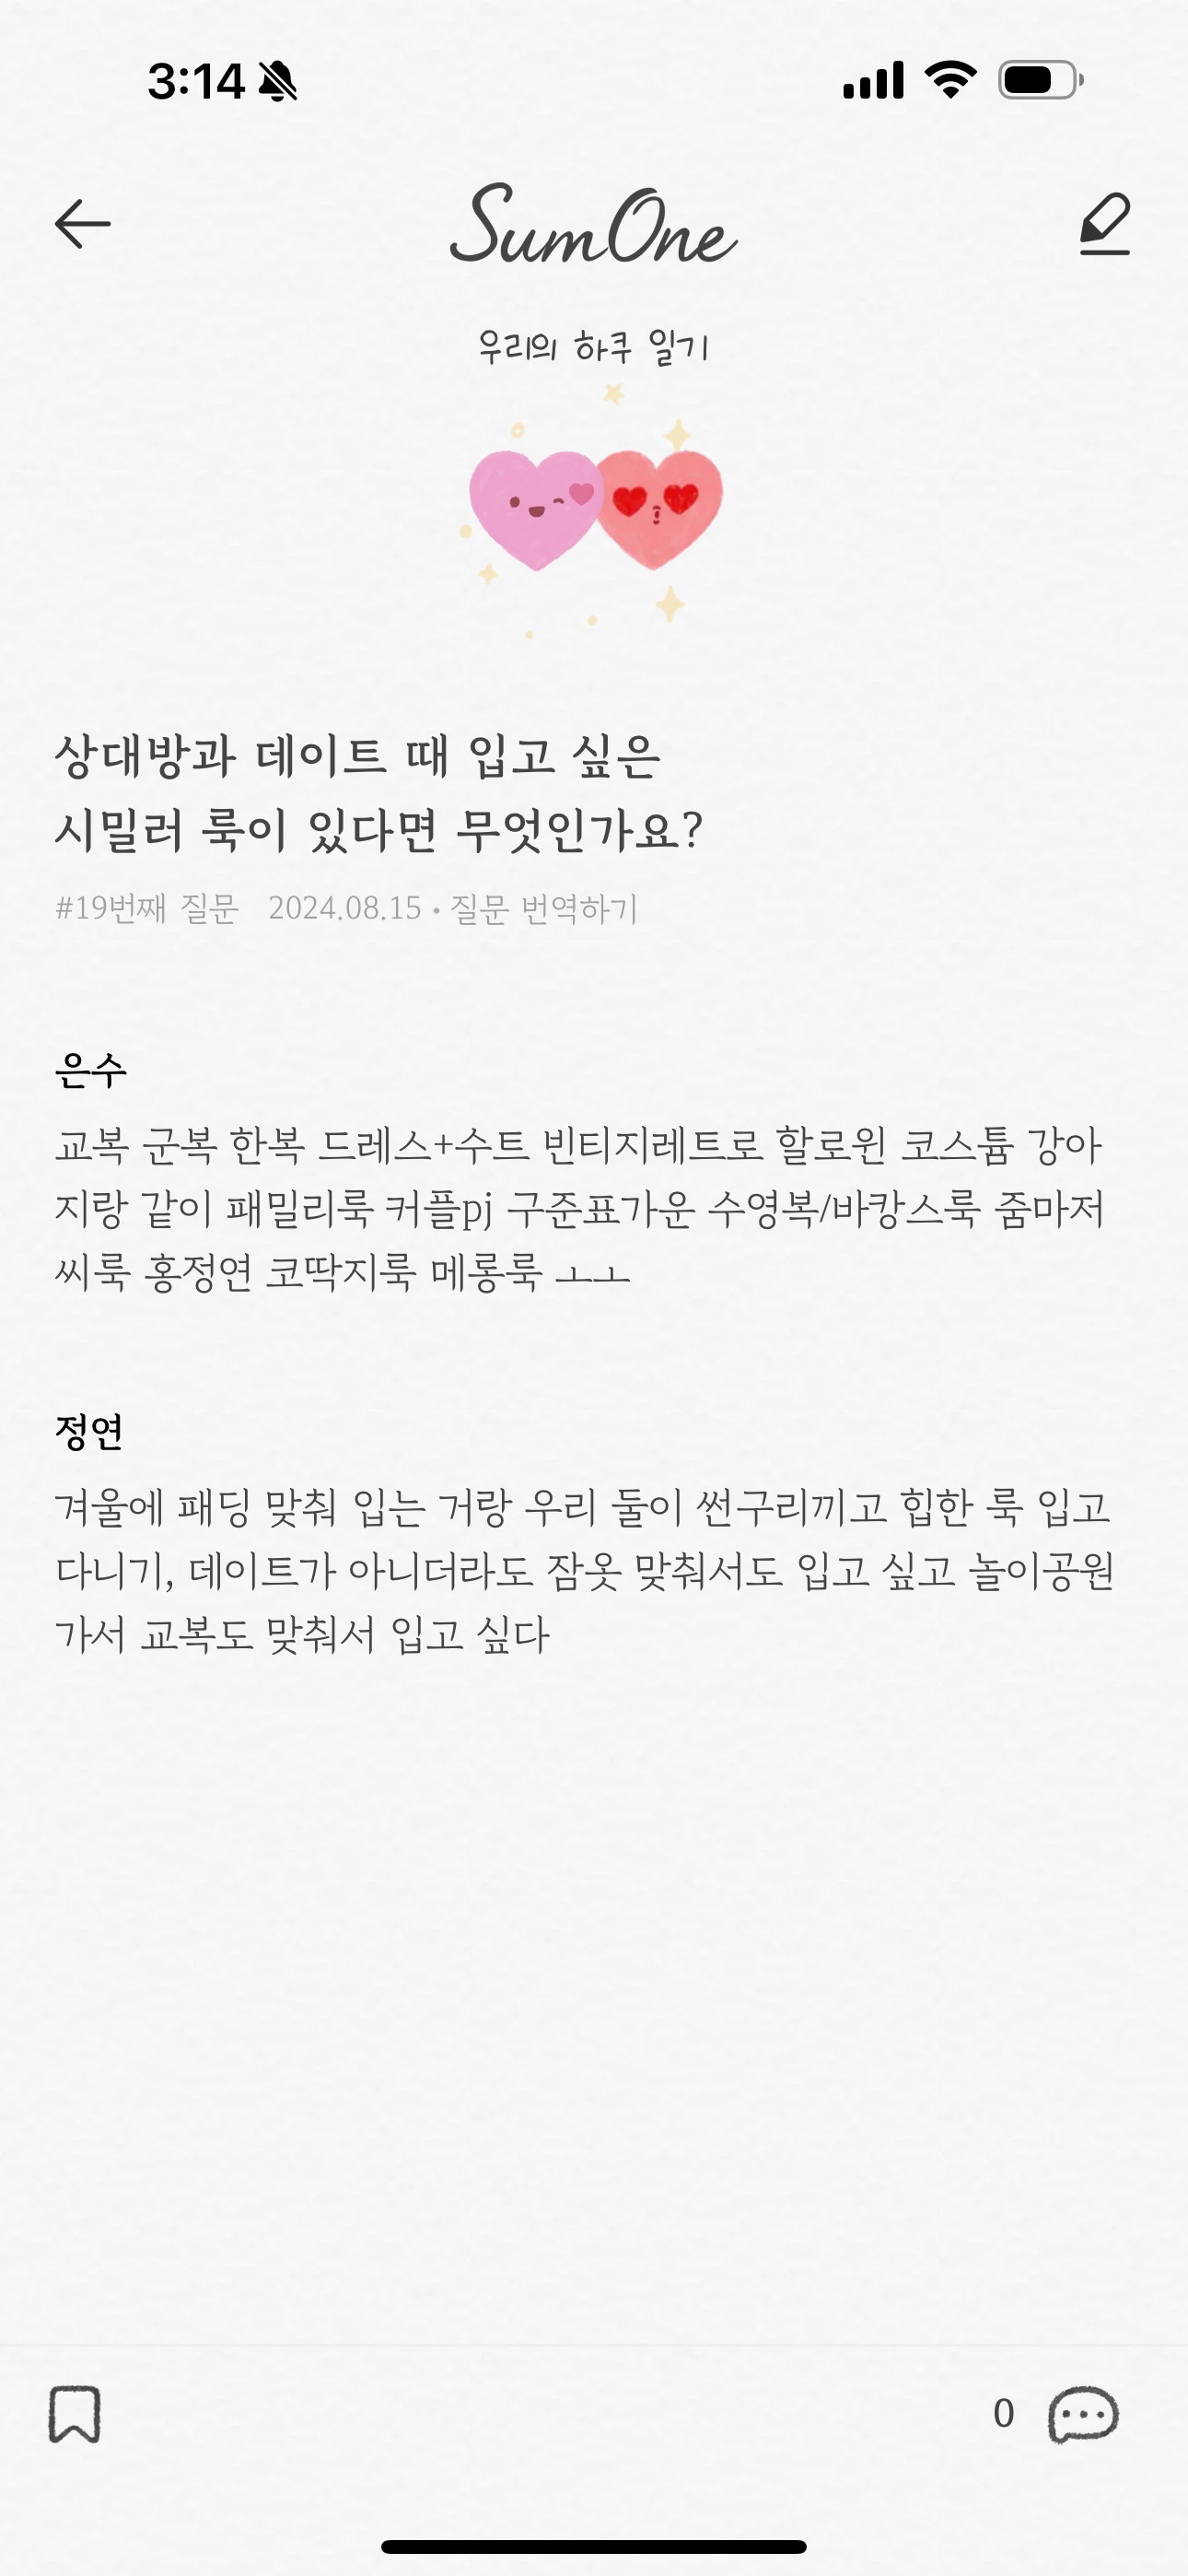 3:14
SumOne
우리의 하쿠 일기
상대방과 데이트 때 입고 싶은
시밀러 룩이 있다면 무엇인가요?
#19번째 질문 2024.08.15 • 질문 번역하기
은수
교복 군복 한복 드레스+수트 빈티지레트로 할로윈 코스튬 강아
지랑 같이 패밀리룩 커플pj 구준표가운 수영복/바캉스룩 줌마저
씨룩 홍정연 코딱지룩 메롱룩 ㅗㅗ
정연
겨울에 패딩 맞춰 입는 거랑 우리 둘이 썬구리끼고 힙한 룩 입고
다니기, 데이트가 아니더라도 잠옷 맞춰서도 입고 싶고 놀이공원
가서 교복도 맞춰서 입고 싶다
0